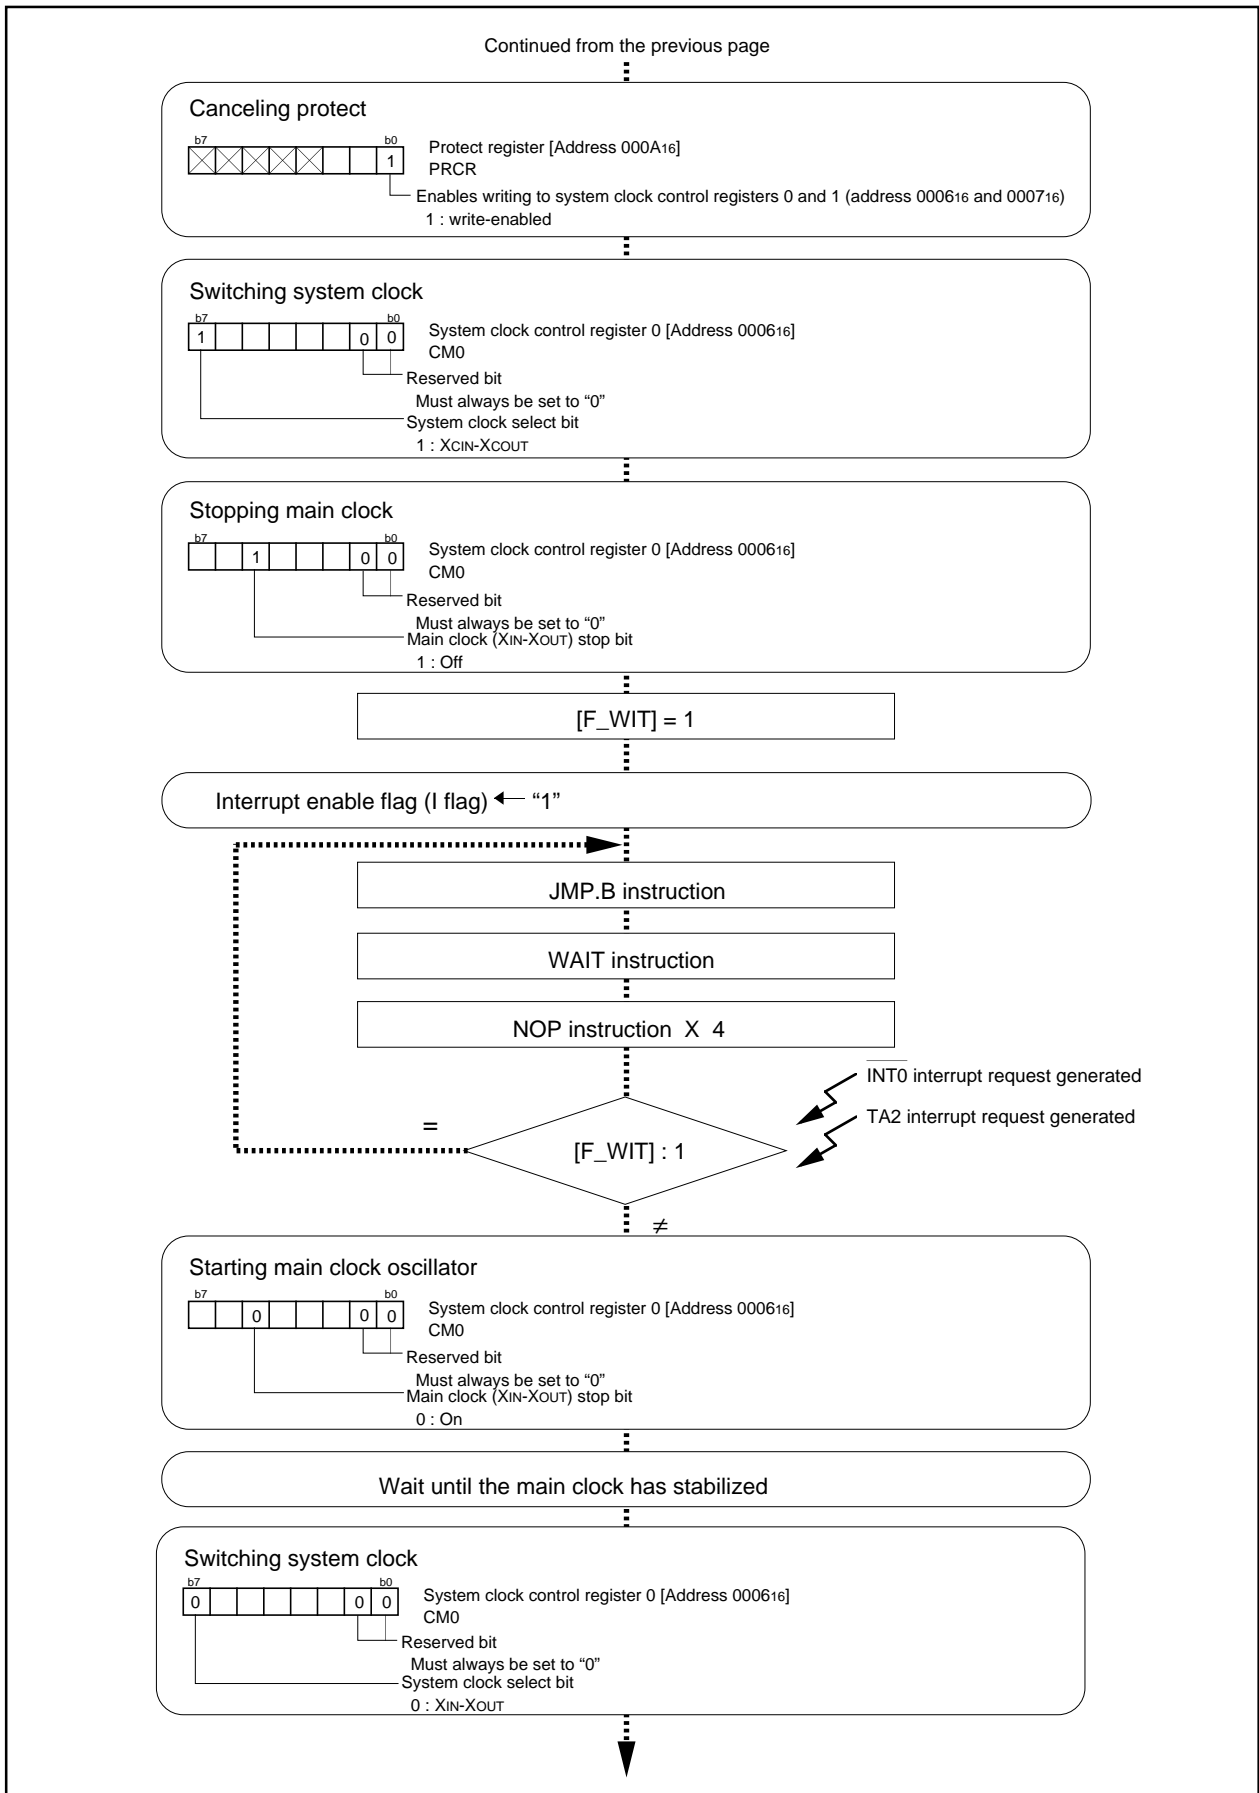 Continued from the previous page
Canceling protect
b7 b0
1
Protect register [Address 000A16]
PRCR
Enables writing to system clock control registers 0 and 1 (address 000616 and 000716)
1 : write-enabled
Switching system clock
b7 b0
1 0 0
System clock control register 0 [Address 000616]
CM0
Reserved bit
Must always be set to “0”
System clock select bit
1 : XCIN-XCOUT
Stopping main clock
b7 b0
1 0 0
System clock control register 0 [Address 000616]
CM0
Reserved bit
Must always be set to “0”
Main clock (XIN-XOUT) stop bit
1 : Off
[F_WIT] = 1
Interrupt enable flag (I flag) ← “1”
JMP.B instruction
WAIT instruction
NOP instruction X 4
INT0 interrupt request generated
TA2 interrupt request generated
=
[F_WIT] : 1
≠
Starting main clock oscillator
b7 b0
0 0 0
System clock control register 0 [Address 000616]
CM0
Reserved bit
Must always be set to “0”
Main clock (XIN-XOUT) stop bit
0 : On
Wait until the main clock has stabilized
Switching system clock
b7 b0
0 0 0
System clock control register 0 [Address 000616]
CM0
Reserved bit
Must always be set to “0”
System clock select bit
0 : XIN-XOUT